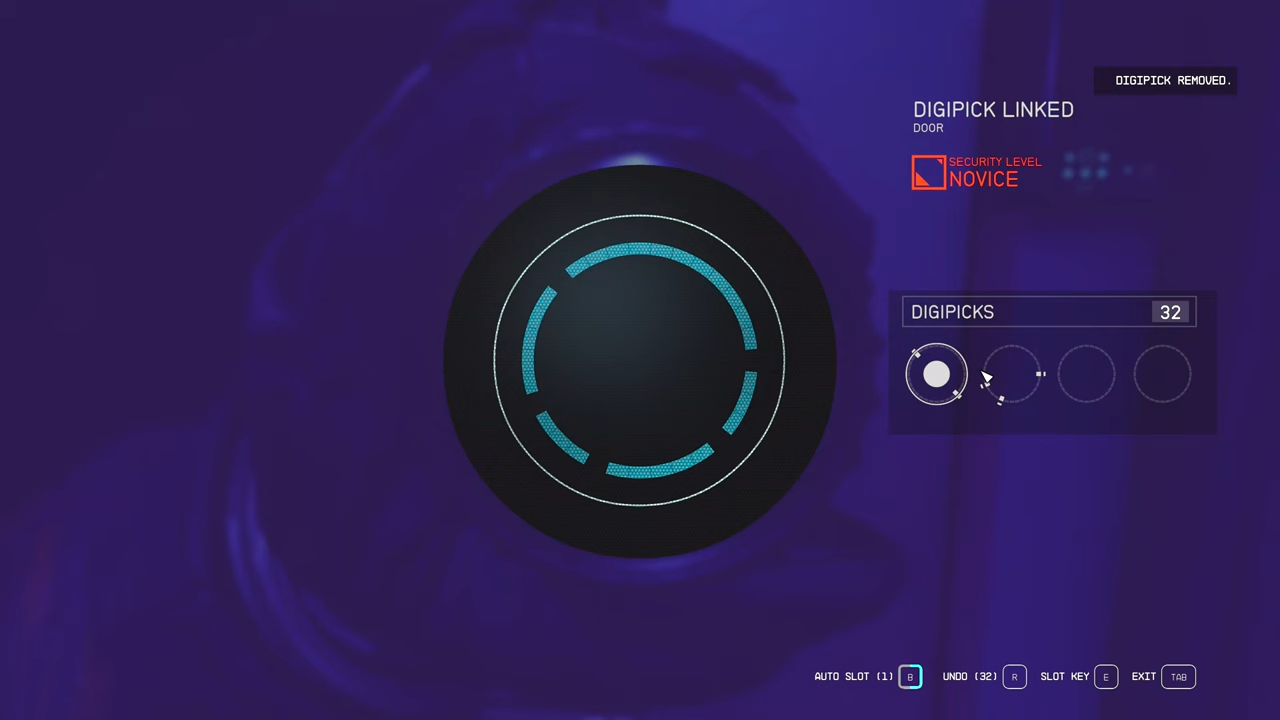 DIGIPICK REMOVED.
DIGIPICK LINKED
DOOR
SECURITY LEVEL
NOVICE
DIGIPICKS 32
AUTO SLOT (1) B UNDO (32) R SLOT KEY E EXIT TAB